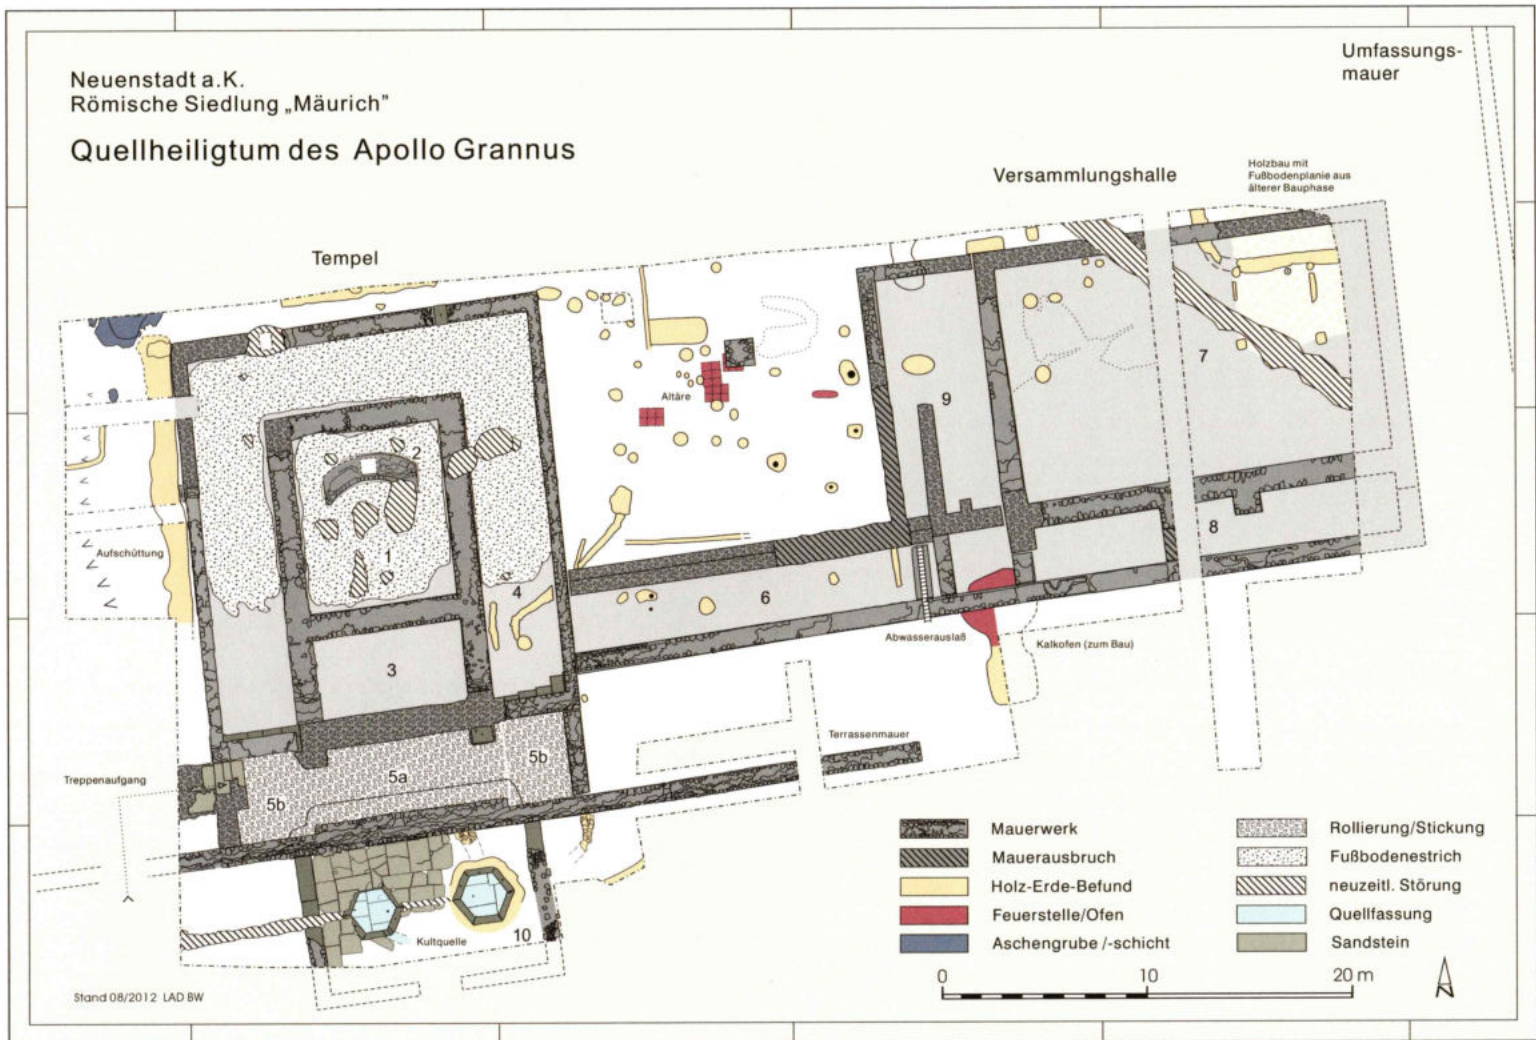 Neuenstadt a.K.
Römische Siedlung „Mäurich”
Quellheiligtum des Apollo Grannus
Umfassungs-
mauer
Versammlungshalle
Holzbau mit
Fußbodenplanie aus
älterer Bauphase
Tempel
7
Altäre
9
2
8
Aufschüttung
1
4
6
Abwasserauslaß
Kalkofen (zum Bau)
3
Terrassenmauer
5b
5a
Treppenaufgang
5b
Kultquelle
10
Mauerwerk
Mauerausbruch
Holz-Erde-Befund
Feuerstelle/Ofen
Aschengrube /-schicht
Rollierung/Stickung
Fußbodenestrich
neuzeitl. Störung
Quellfassung
Sandstein
0 10 20 m
Stand 08/2012 LAD BW